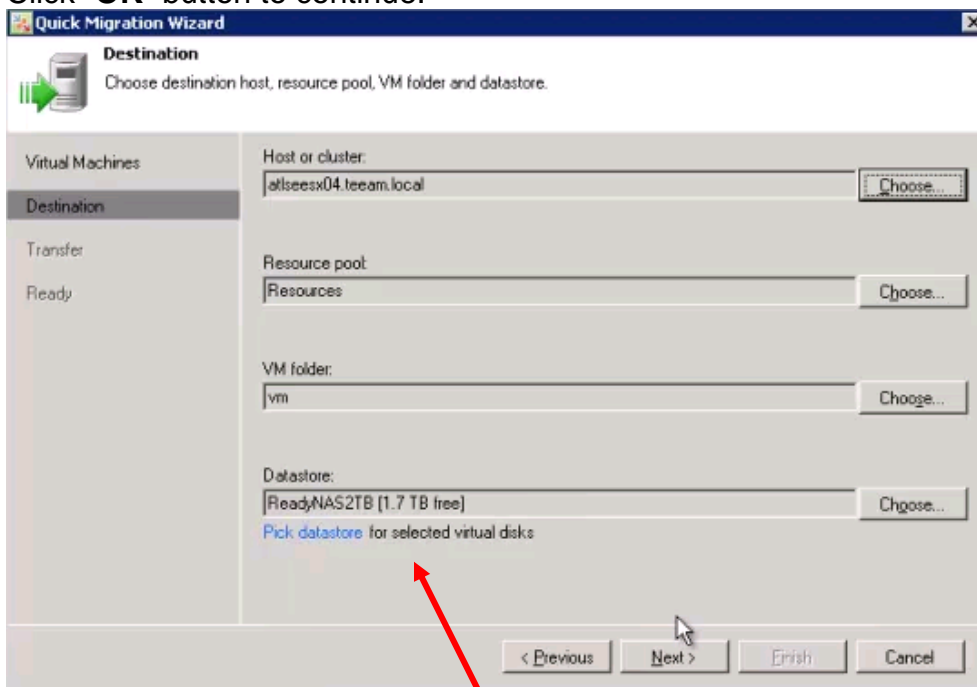 Click "OK" button to continue.
Quick Migration Wizard
Destination
Choose destination host, resource pool, VM folder and datastore.
Virtual Machines
Destination
Transfer
Ready
Host or cluster:
atlseesx04.teeam.local
Choose...
Resource pool:
Resources
Choose...
VM folder:
vm
Choose...
Datastore:
ReadyNAS2TB [1.7 TB free]
Choose...
Pick datastore for selected virtual disks
< Previous
Next >
Finish
Cancel